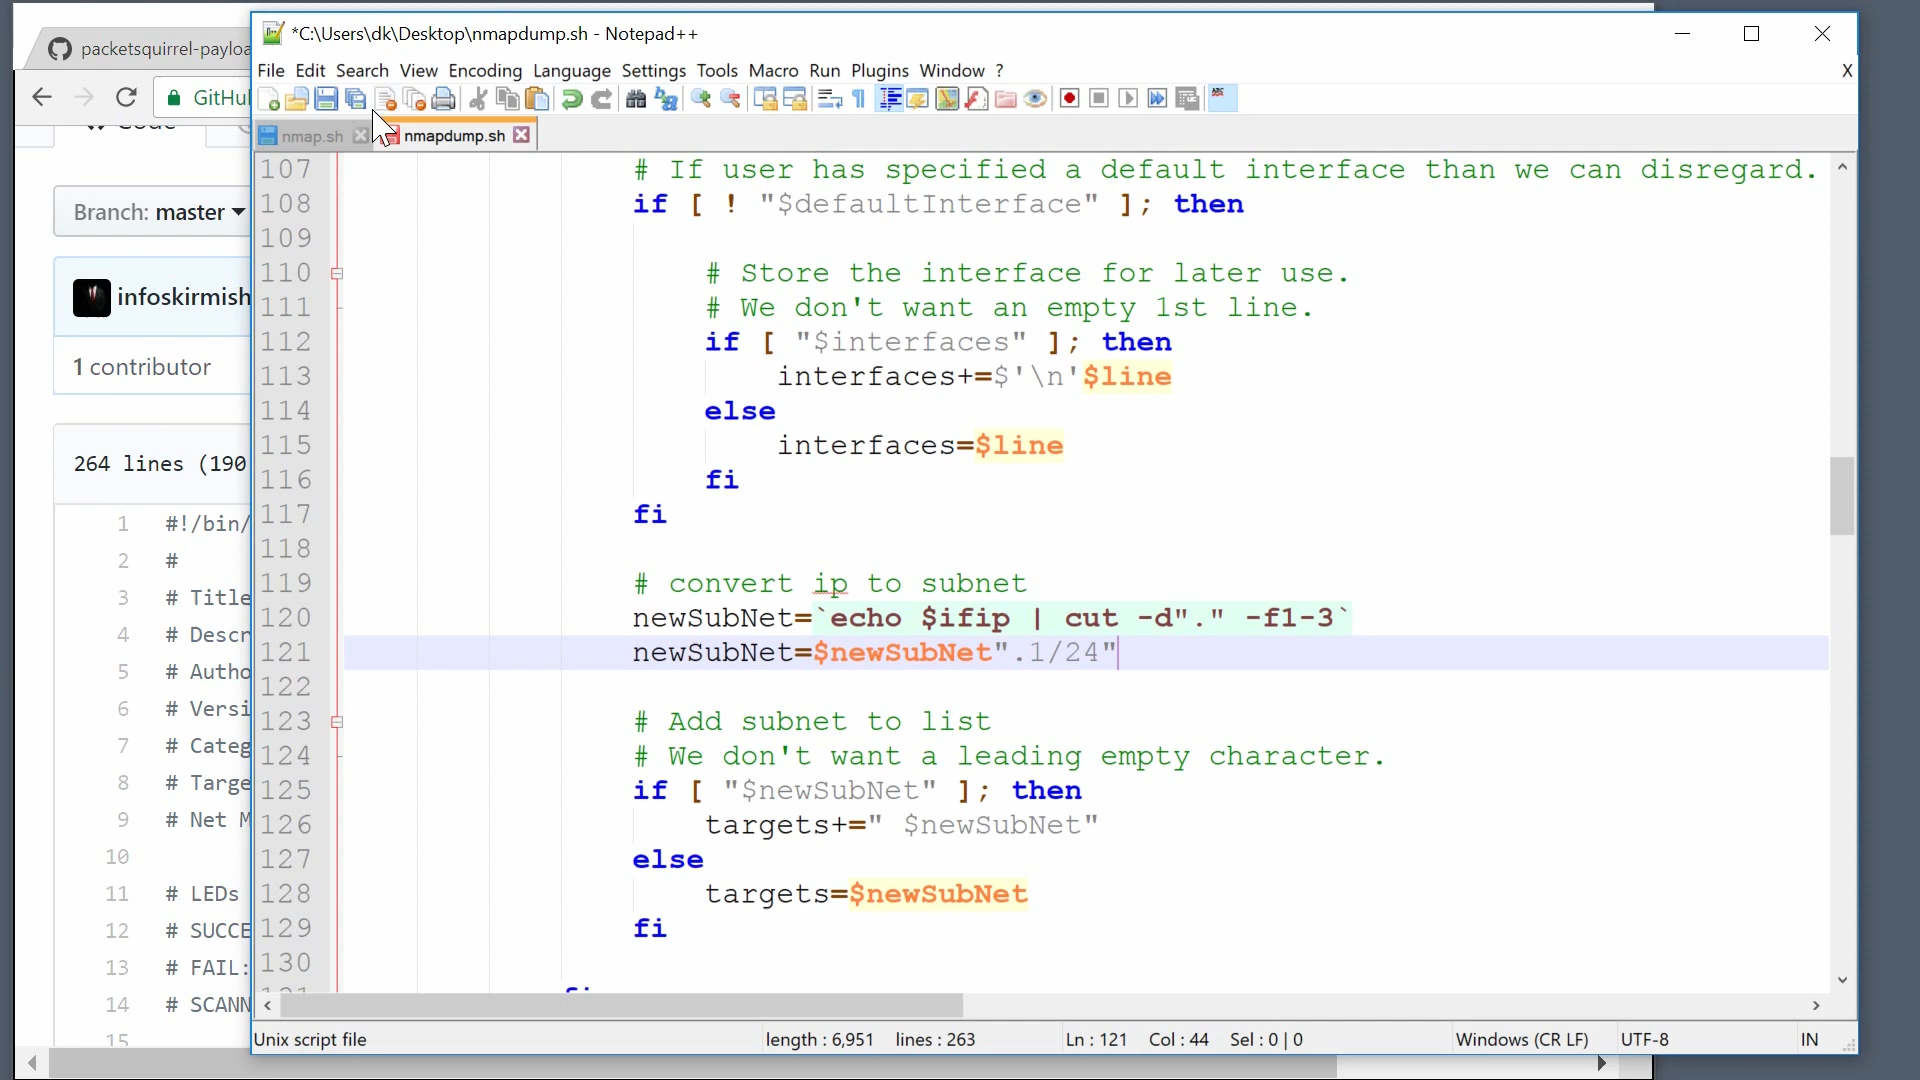 packetsquirrel-payloa
GitHu
Branch: master
infoskirmish
1 contributor
264 lines (190
1 #!/bin/
2 #
3 # Title
4 # Descr
5 # Autho
6 # Versi
7 # Categ
8 # Targe
9 # Net M
10
11 # LEDs
12 # SUCCE
13 # FAIL:
14 # SCANN
15
*C:\Users\dk\Desktop\nmapdump.sh - Notepad++
File Edit Search View Encoding Language Settings Tools Macro Run Plugins Window ? X
nmap.sh nmapdump.sh
107 # If user has specified a default interface than we can disregard.
108 if [ ! "$defaultInterface" ]; then
109
110 # Store the interface for later use.
111 # We don't want an empty 1st line.
112 if [ "$interfaces" ]; then
113 interfaces+=$'\n'$line
114 else
115 interfaces=$line
116 fi
117 fi
118
119 # convert ip to subnet
120 newSubNet=`echo $ifip | cut -d"." -f1-3`
121 newSubNet=$newSubNet".1/24"
122
123 # Add subnet to list
124 # We don't want a leading empty character.
125 if [ "$newSubNet" ]; then
126 targets+=" $newSubNet"
127 else
128 targets=$newSubNet
129 fi
130
Unix script file length : 6,951 lines : 263 Ln : 121 Col : 44 Sel : 0 | 0 Windows (CR LF) UTF-8 IN